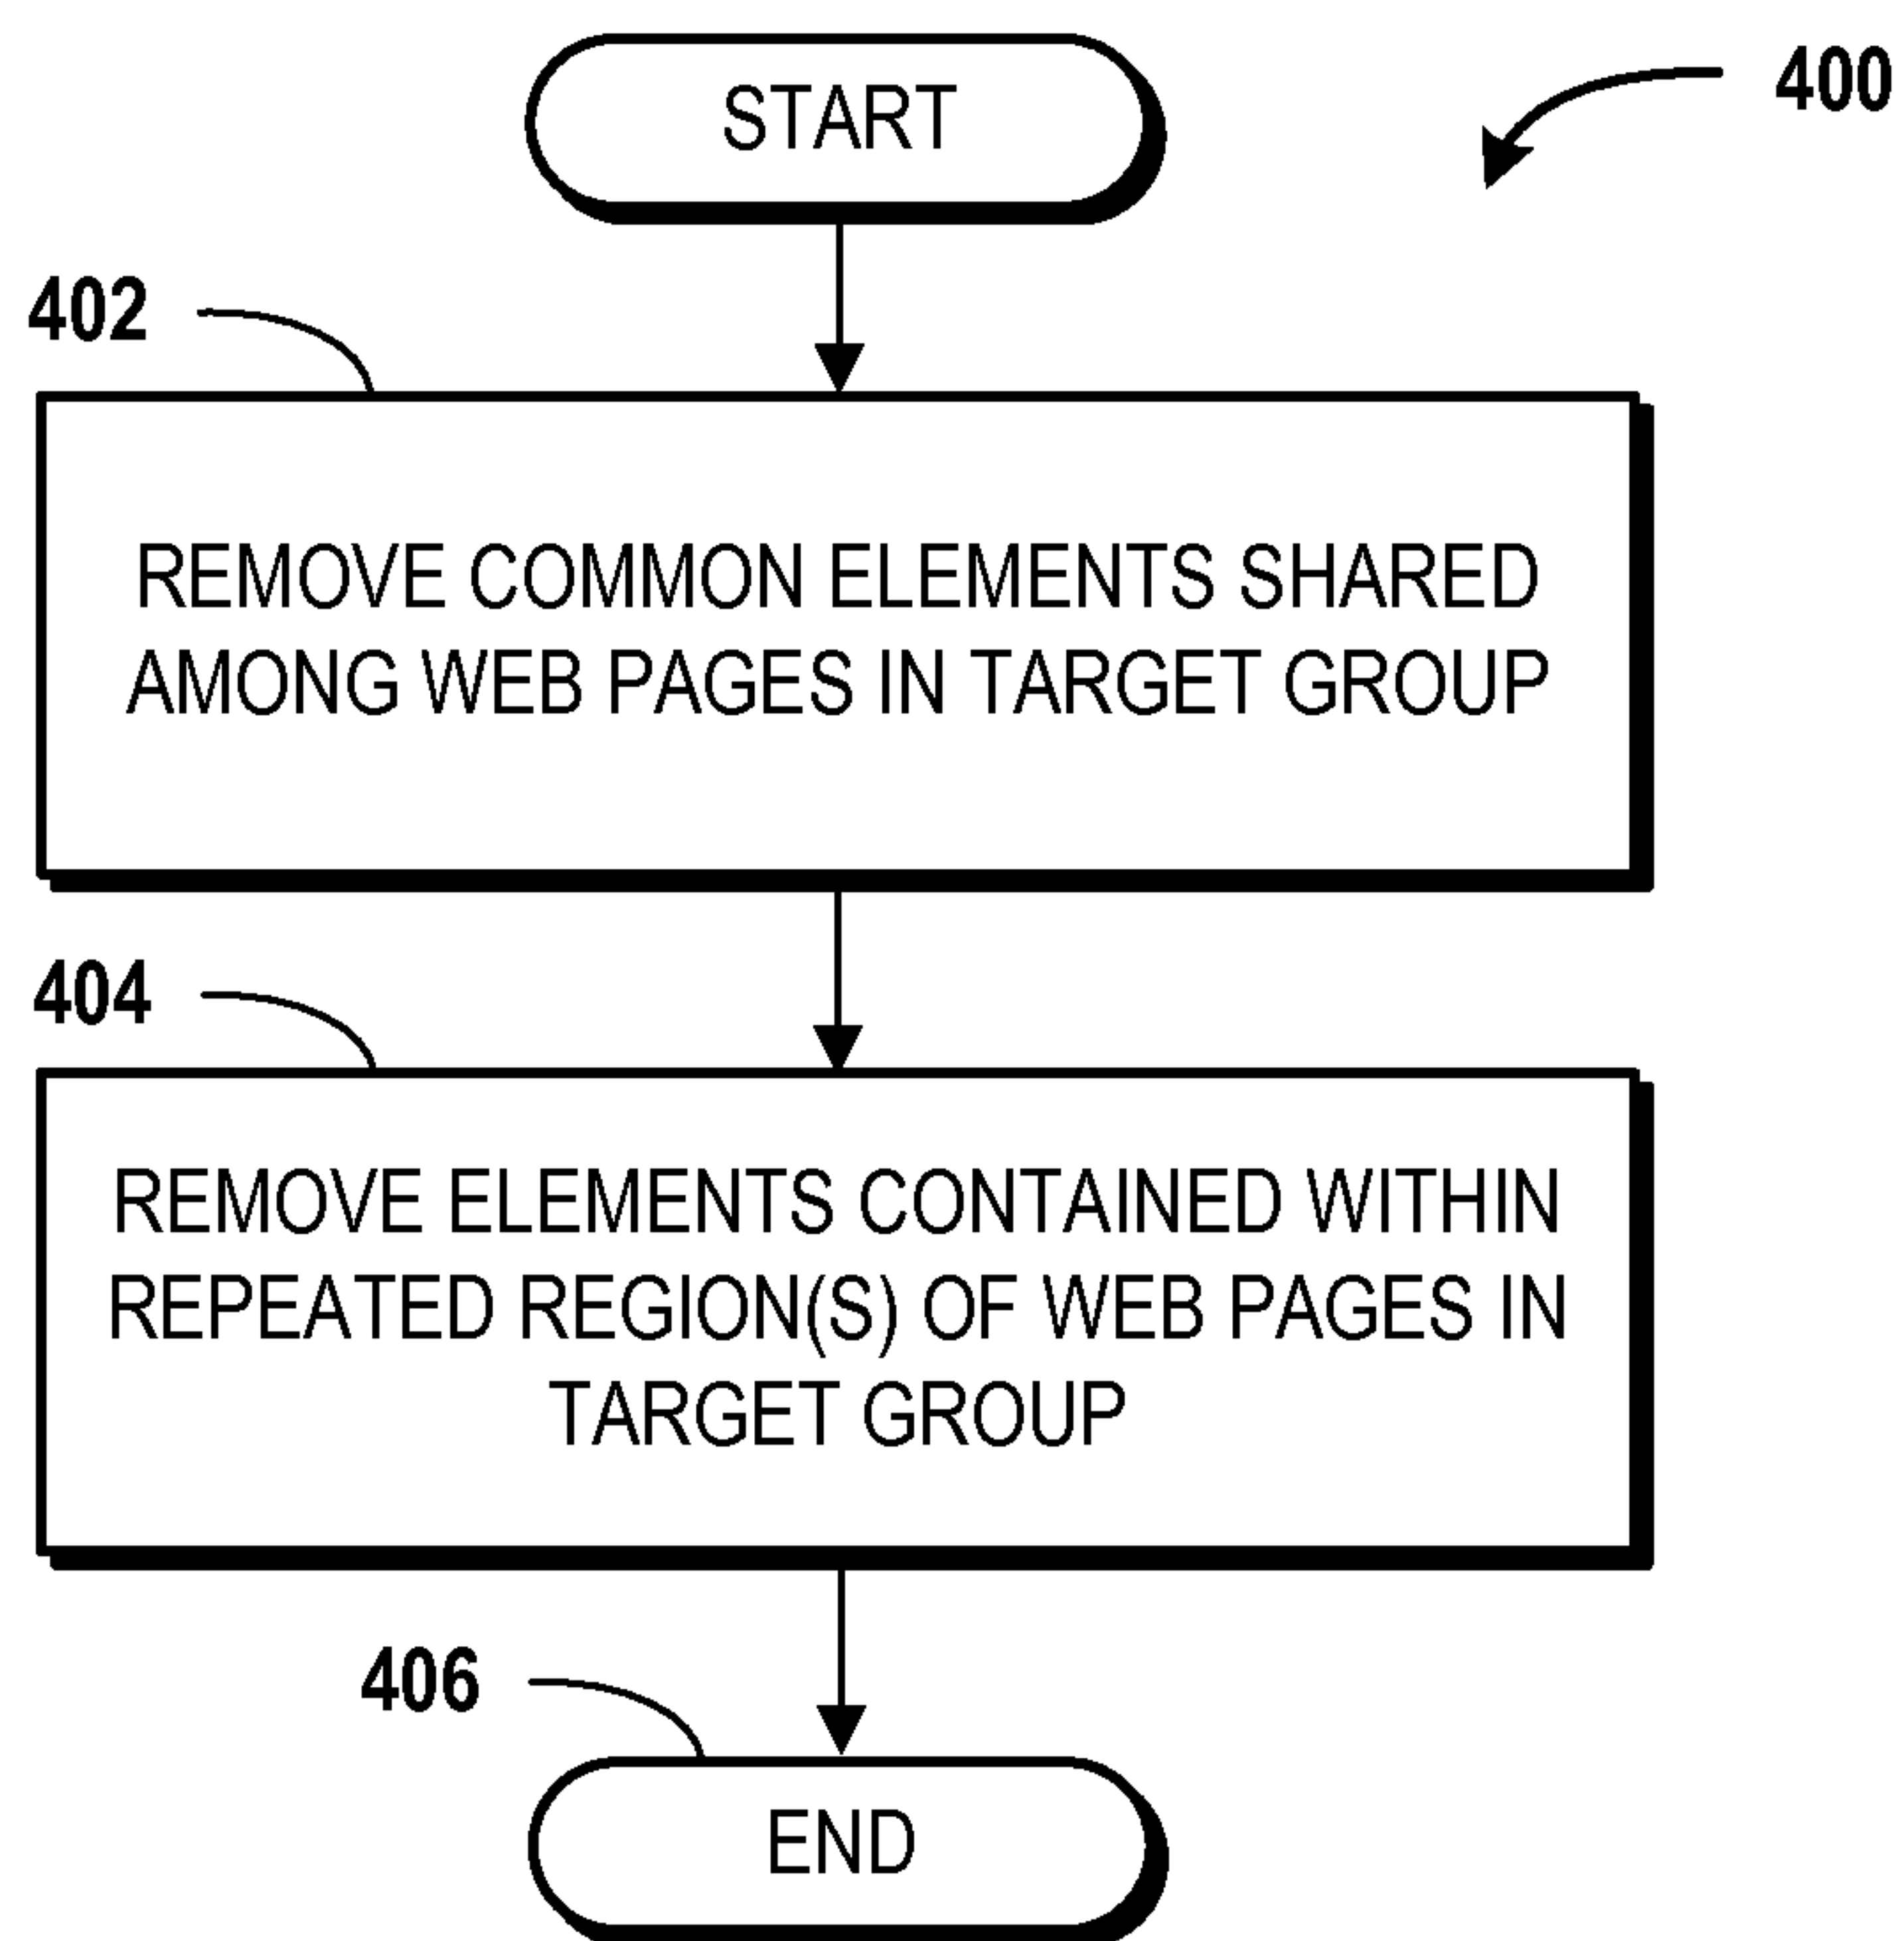 START
400
402
REMOVE COMMON ELEMENTS SHARED
AMONG WEB PAGES IN TARGET GROUP
404
REMOVE ELEMENTS CONTAINED WITHIN
REPEATED REGION(S) OF WEB PAGES IN
TARGET GROUP
406
END